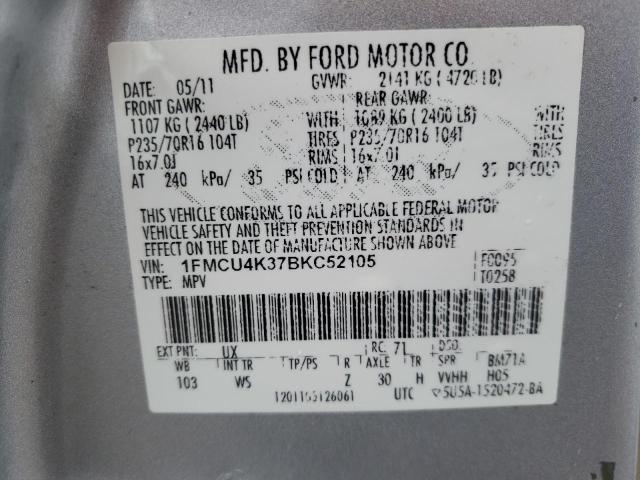 MFD. BY FORD MOTOR CO.
DATE: 05/11 GVWR: 2141 KG ( 4720 LB)
FRONT GAWR: REAR GAWR:
1107 KG ( 2440 LB) WITH 1089 KG ( 2400 LB) WITH
P235/70R16 104T TIRES P235/70R16 104T TIRES
16x7.0J RIMS 16x7.0J RIMS
AT 240 kPa/ 35 PSI COLD AT 240 kPa/ 35 PSI COLD
THIS VEHICLE CONFORMS TO ALL APPLICABLE FEDERAL MOTOR
VEHICLE SAFETY AND THEFT PREVENTION STANDARDS IN
EFFECT ON THE DATE OF MANUFACTURE SHOWN ABOVE
VIN: 1FMCU4K37BKC52105 F0095
TYPE: MPV T0258
EXT PNT: UX RC: 71 DSO:
WB INT TR TP/PS R AXLE TR SPR BM71A
103 WS Z 30 H VVHH H05
UTC ▽5U5A-1520472-BA